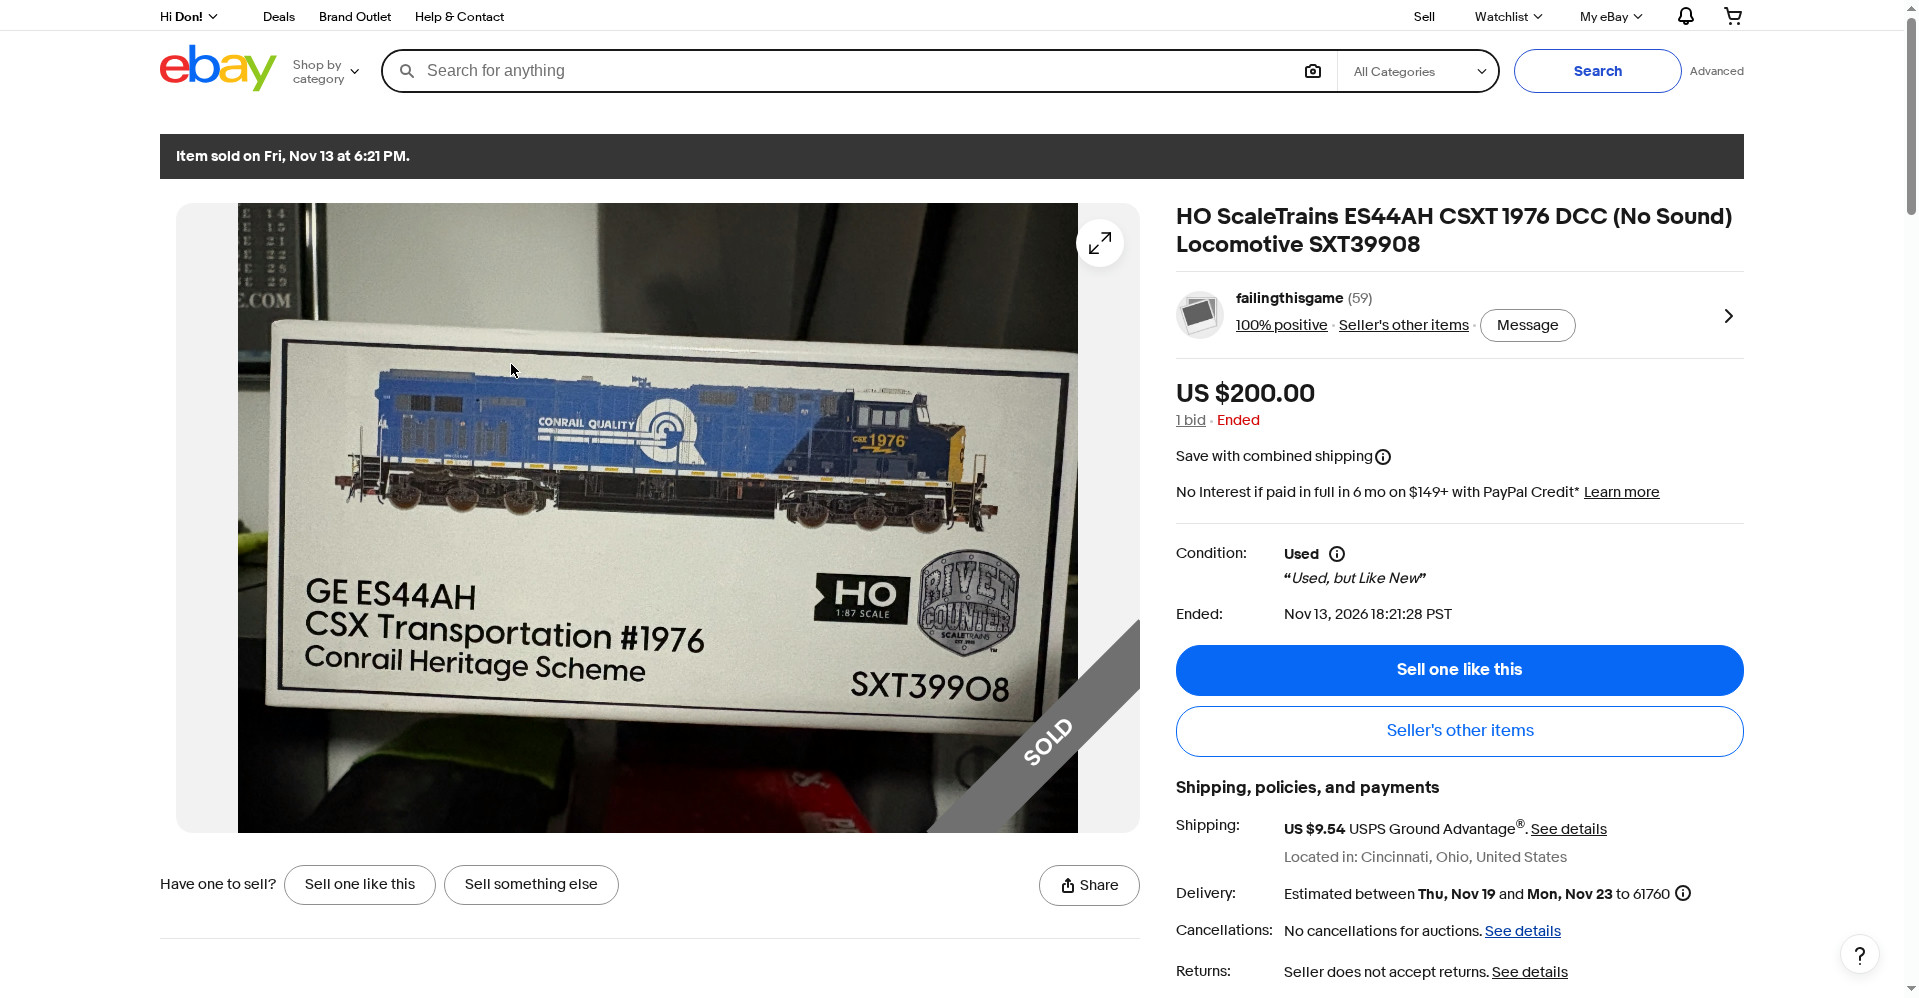 Hi Don!
Deals
Brand Outlet
Help & Contact
Sell
Watchlist
My eBay
ebay
Shop by
category
Search for anything
All Categories
Search
Advanced
Item sold on Fri, Nov 13 at 6:21 PM.
E 14
.COM
CONRAIL QUALITY
CSX 1976
GE ES44AH
CSX Transportation #1976
Conrail Heritage Scheme
HO
1:87 SCALE
RIVET
COUNTER
SCALETRAINS
TM
SXT39908
SOLD
Have one to sell?
Sell one like this
Sell something else
Share
HO ScaleTrains ES44AH CSXT 1976 DCC (No Sound)
Locomotive SXT39908
failingthisgame (59)
100% positive · Seller's other items · Message
US $200.00
1 bid · Ended
Save with combined shipping
No Interest if paid in full in 6 mo on $149+ with PayPal Credit* Learn more
Condition: Used
“Used, but Like New”
Ended: Nov 13, 2026 18:21:28 PST
Sell one like this
Seller's other items
Shipping, policies, and payments
Shipping: US $9.54 USPS Ground Advantage®. See details
Located in: Cincinnati, Ohio, United States
Delivery: Estimated between Thu, Nov 19 and Mon, Nov 23 to 61760
Cancellations: No cancellations for auctions. See details
Returns: Seller does not accept returns. See details
?